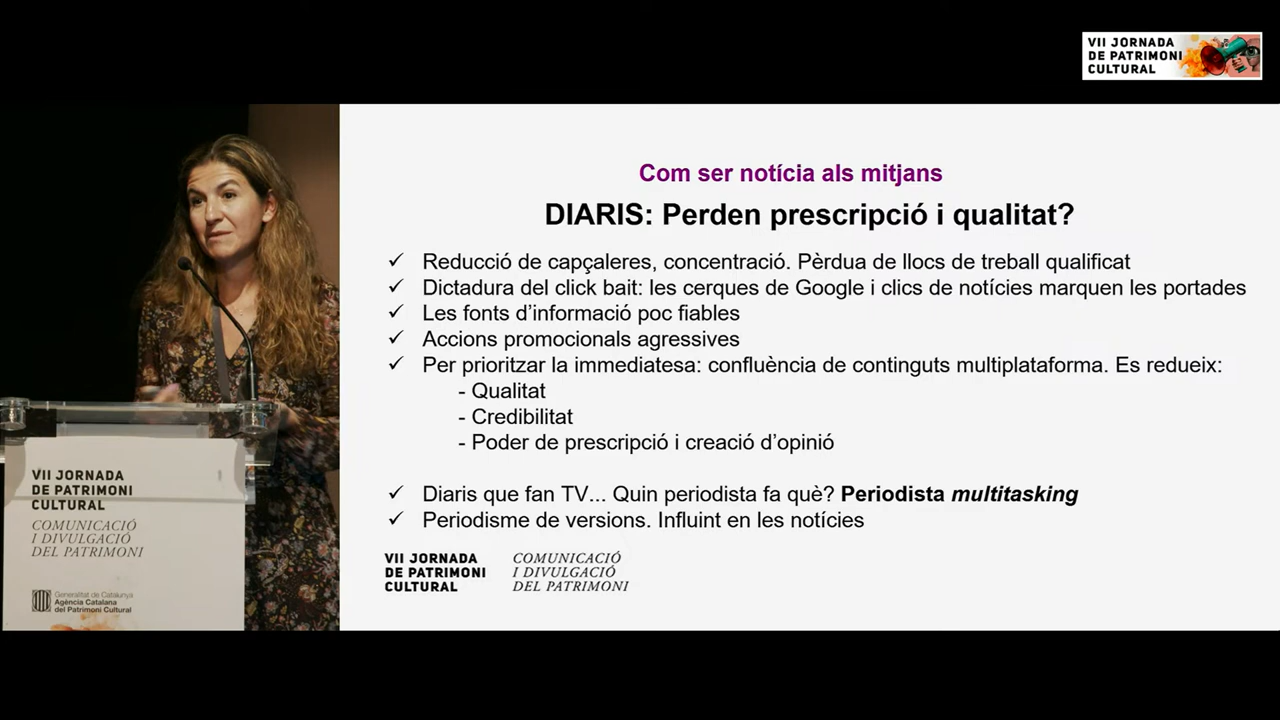 VII JORNADA
DE PATRIMONI
CULTURAL
Com ser notícia als mitjans
DIARIS: Perden prescripció i qualitat?
✓ Reducció de capçaleres, concentració. Pèrdua de llocs de treball qualificat
✓ Dictadura del click bait: les cerques de Google i clics de notícies marquen les portades
✓ Les fonts d’informació poc fiables
✓ Accions promocionals agressives
✓ Per prioritzar la immediatesa: confluència de continguts multiplataforma. Es redueix:
- Qualitat
- Credibilitat
- Poder de prescripció i creació d’opinió
✓ Diaris que fan TV... Quin periodista fa què? Periodista multitasking
✓ Periodisme de versions. Influint en les notícies
VII JORNADA
DE PATRIMONI
CULTURAL
COMUNICACIÓ
I DIVULGACIÓ
DEL PATRIMONI
VII JORNADA
DE PATRIMONI
CULTURAL
COMUNICACIÓ
I DIVULGACIÓ
DEL PATRIMONI
Generalitat de Catalunya
Agència Catalana
del Patrimoni Cultural